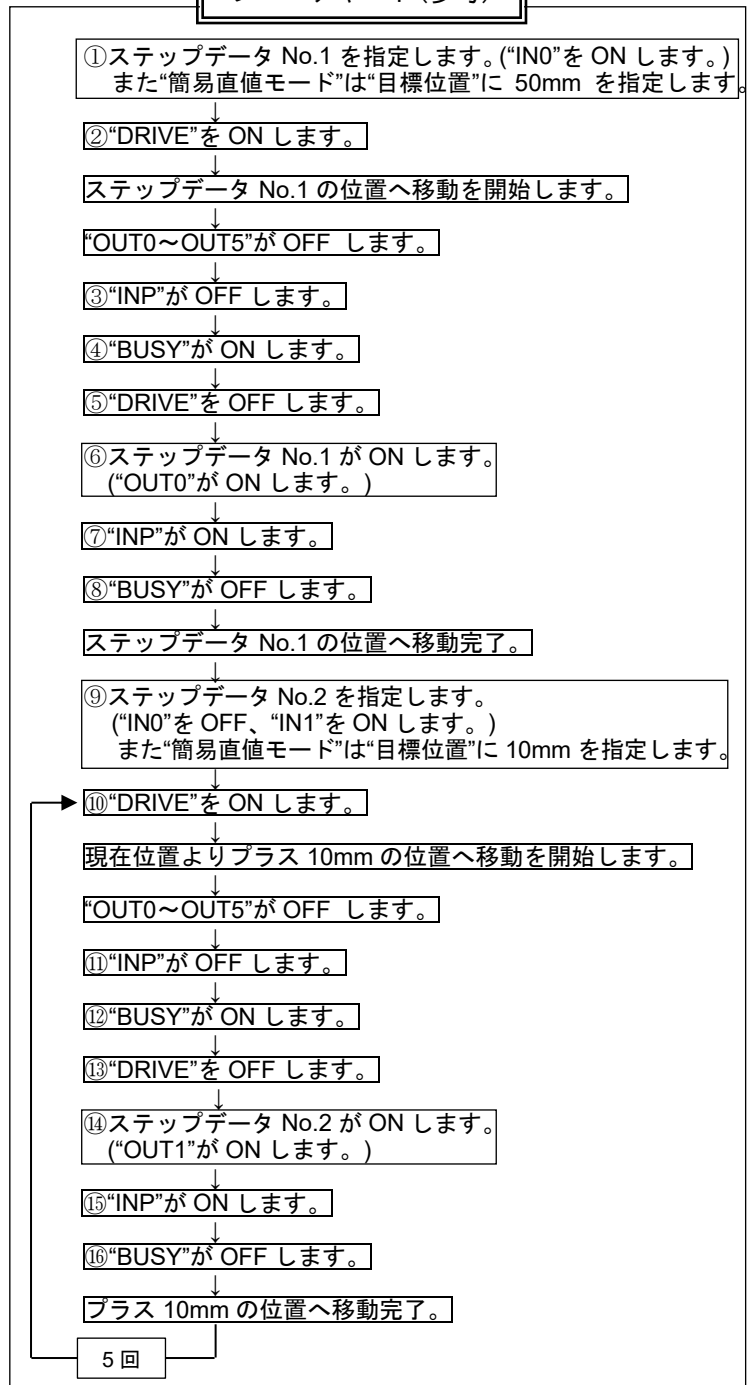 ①ステップデータ No.1 を指定します。(“IN0”を ON します。)
また“簡易直値モード”は“目標位置”に 50mm を指定します。
↓
②“DRIVE”を ON します。
↓
ステップデータ No.1 の位置へ移動を開始します。
↓
“OUT0～OUT5”が OFF します。
↓
③“INP”が OFF します。
↓
④“BUSY”が ON します。
↓
⑤“DRIVE”を OFF します。
↓
⑥ステップデータ No.1 が ON します。
(“OUT0”が ON します。)
↓
⑦“INP”が ON します。
↓
⑧“BUSY”が OFF します。
↓
ステップデータ No.1 の位置へ移動完了。
↓
⑨ステップデータ No.2 を指定します。
(“IN0”を OFF、“IN1”を ON します。)
また“簡易直値モード”は“目標位置”に 10mm を指定します。
↓
⑩“DRIVE”を ON します。
↓
現在位置よりプラス 10mm の位置へ移動を開始します。
↓
“OUT0～OUT5”が OFF します。
↓
⑪“INP”が OFF します。
↓
⑫“BUSY”が ON します。
↓
⑬“DRIVE”を OFF します。
↓
⑭ステップデータ No.2 が ON します。
(“OUT1”が ON します。)
↓
⑮“INP”が ON します。
↓
⑯“BUSY”が OFF します。
↓
プラス 10mm の位置へ移動完了。
5 回